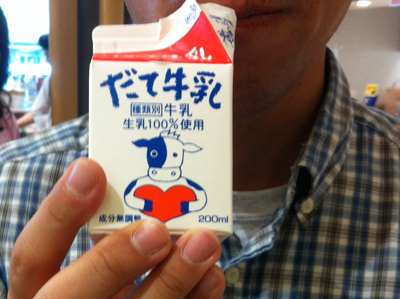 乳
だて牛乳
種類別 牛乳
生乳100%使用
成分無調整
200ml